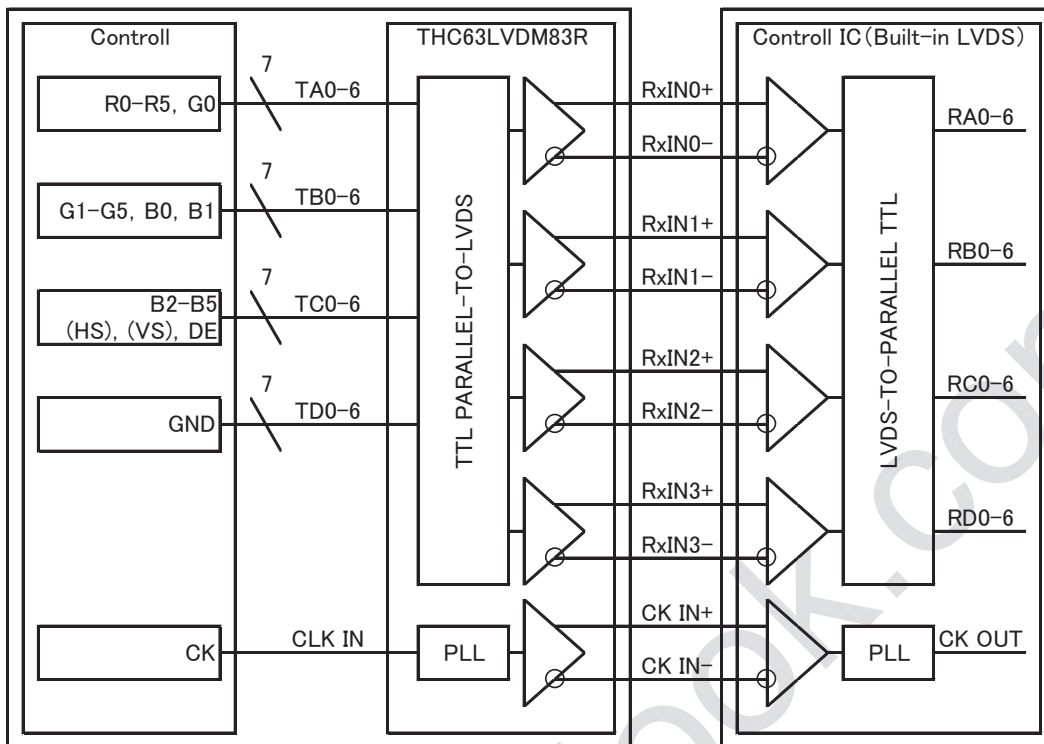 Controll
THC63LVDM83R
Controll IC(Built-in LVDS)
R0-R5, G0
7
TA0-6
G1-G5, B0, B1
7
TB0-6
B2-B5
(HS), (VS), DE
7
TC0-6
GND
7
TD0-6
CK
CLK IN
TTL PARALLEL-TO-LVDS
PLL
RxIN0+
RxIN0-
RxIN1+
RxIN1-
RxIN2+
RxIN2-
RxIN3+
RxIN3-
CK IN+
CK IN-
LVDS-TO-PARALLEL TTL
PLL
RA0-6
RB0-6
RC0-6
RD0-6
CK OUT
ook.com